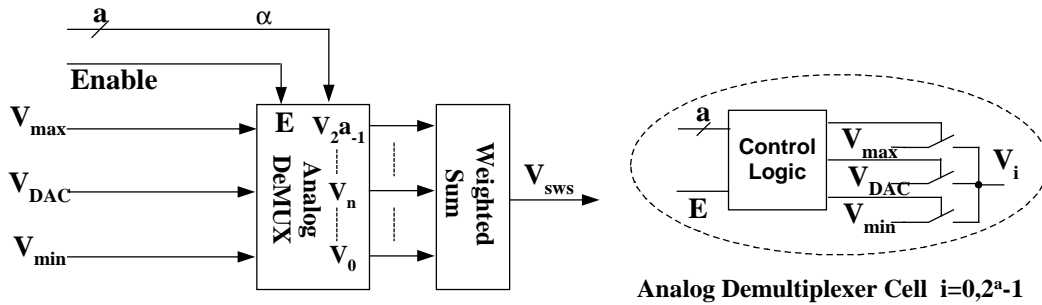 a α
Enable
Vmax
VDAC
Vmin
E
V2a-1
Vn
V0
Analog
DeMUX
Weighted
Sum
Vsws
a
E
Control
Logic
Vmax
VDAC
Vmin
Vi
Analog Demultiplexer Cell i=0,2ᵃ-1